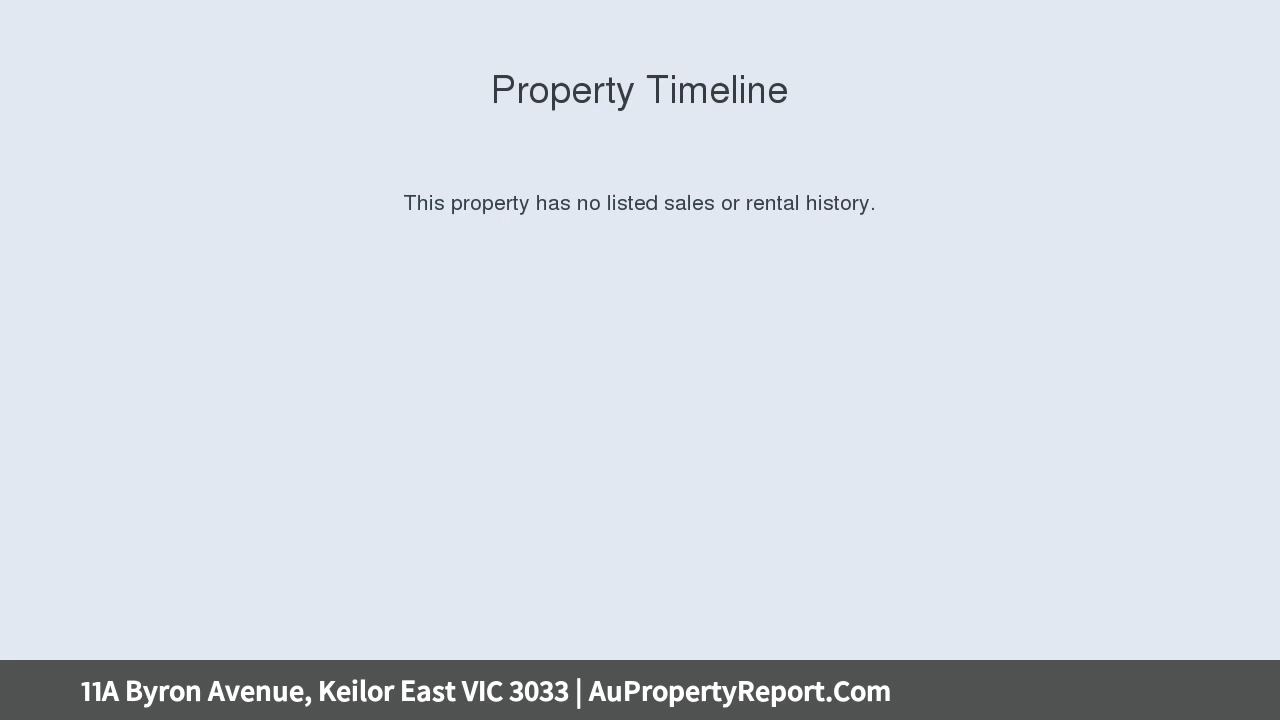 Property Timeline
This property has no listed sales or rental history.
11A Byron Avenue, Keilor East VIC 3033 | AuPropertyReport.Com